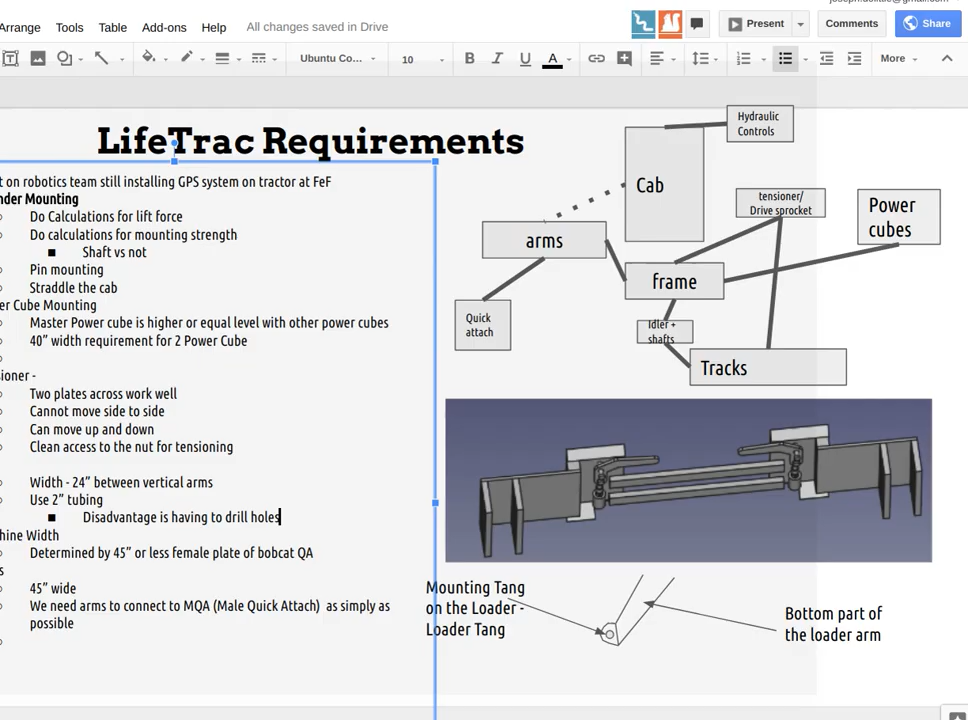 Arrange Tools Table Add-ons Help All changes saved in Drive
Present
Comments
Share
Ubuntu Co...
10
B I U A
More
LifeTrac Requirements
t on robotics team still installing GPS system on tractor at FeF
nder Mounting
Do Calculations for lift force
Do calculations for mounting strength
Shaft vs not
Pin mounting
Straddle the cab
er Cube Mounting
Master Power cube is higher or equal level with other power cubes
40” width requirement for 2 Power Cube
sioner -
Two plates across work well
Cannot move side to side
Can move up and down
Clean access to the nut for tensioning
Width - 24” between vertical arms
Use 2” tubing
Disadvantage is having to drill holes
hine Width
Determined by 45” or less female plate of bobcat QA
s
45” wide
We need arms to connect to MQA (Male Quick Attach) as simply as
possible
Hydraulic
Controls
Cab
tensioner/
Drive sprocket
Power
cubes
arms
frame
Quick
attach
Idler +
shafts
Tracks
Mounting Tang
on the Loader -
Loader Tang
Bottom part of
the loader arm